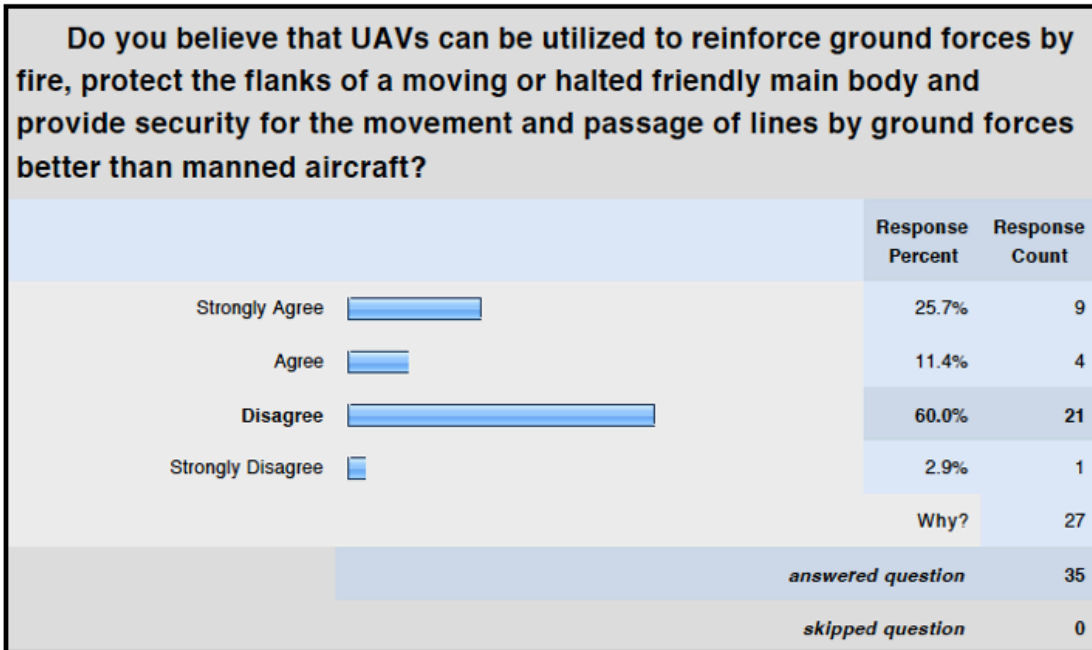 Do you believe that UAVs can be utilized to reinforce ground forces by
fire, protect the flanks of a moving or halted friendly main body and
provide security for the movement and passage of lines by ground forces
better than manned aircraft?
Response Percent Response Count
Strongly Agree 25.7% 9
Agree 11.4% 4
Disagree 60.0% 21
Strongly Disagree 2.9% 1
Why? 27
answered question 35
skipped question 0